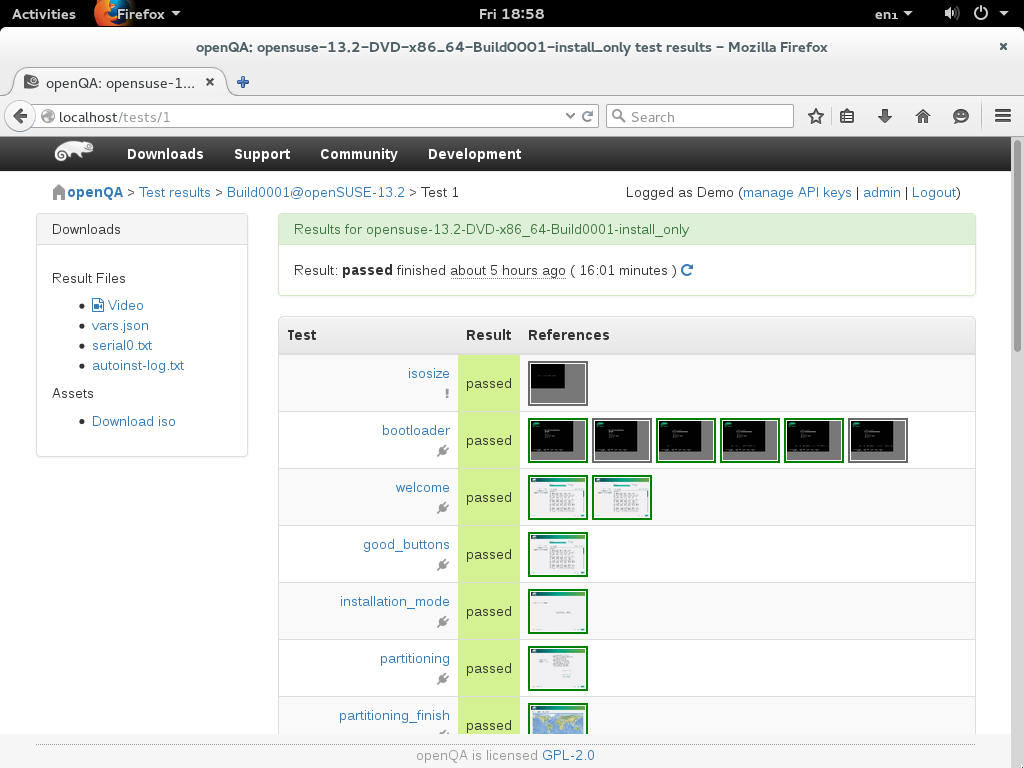 Activities Firefox Fri 18:58 en₁
openQA: opensuse-13.2-DVD-x86_64-Build0001-install_only test results – Mozilla Firefox
openQA: opensuse-1...
localhost/tests/1 Search
Downloads Support Community Development
openQA > Test results > Build0001@openSUSE-13.2 > Test 1 Logged as Demo (manage API keys | admin | Logout)
Downloads
Result Files
Video
vars.json
serial0.txt
autoinst-log.txt
Assets
Download iso
Results for opensuse-13.2-DVD-x86_64-Build0001-install_only
Result: passed finished about 5 hours ago ( 16:01 minutes )
Test Result References
isosize passed
bootloader passed
welcome passed
good_buttons passed
installation_mode passed
partitioning passed
partitioning_finish passed
openQA is licensed GPL-2.0